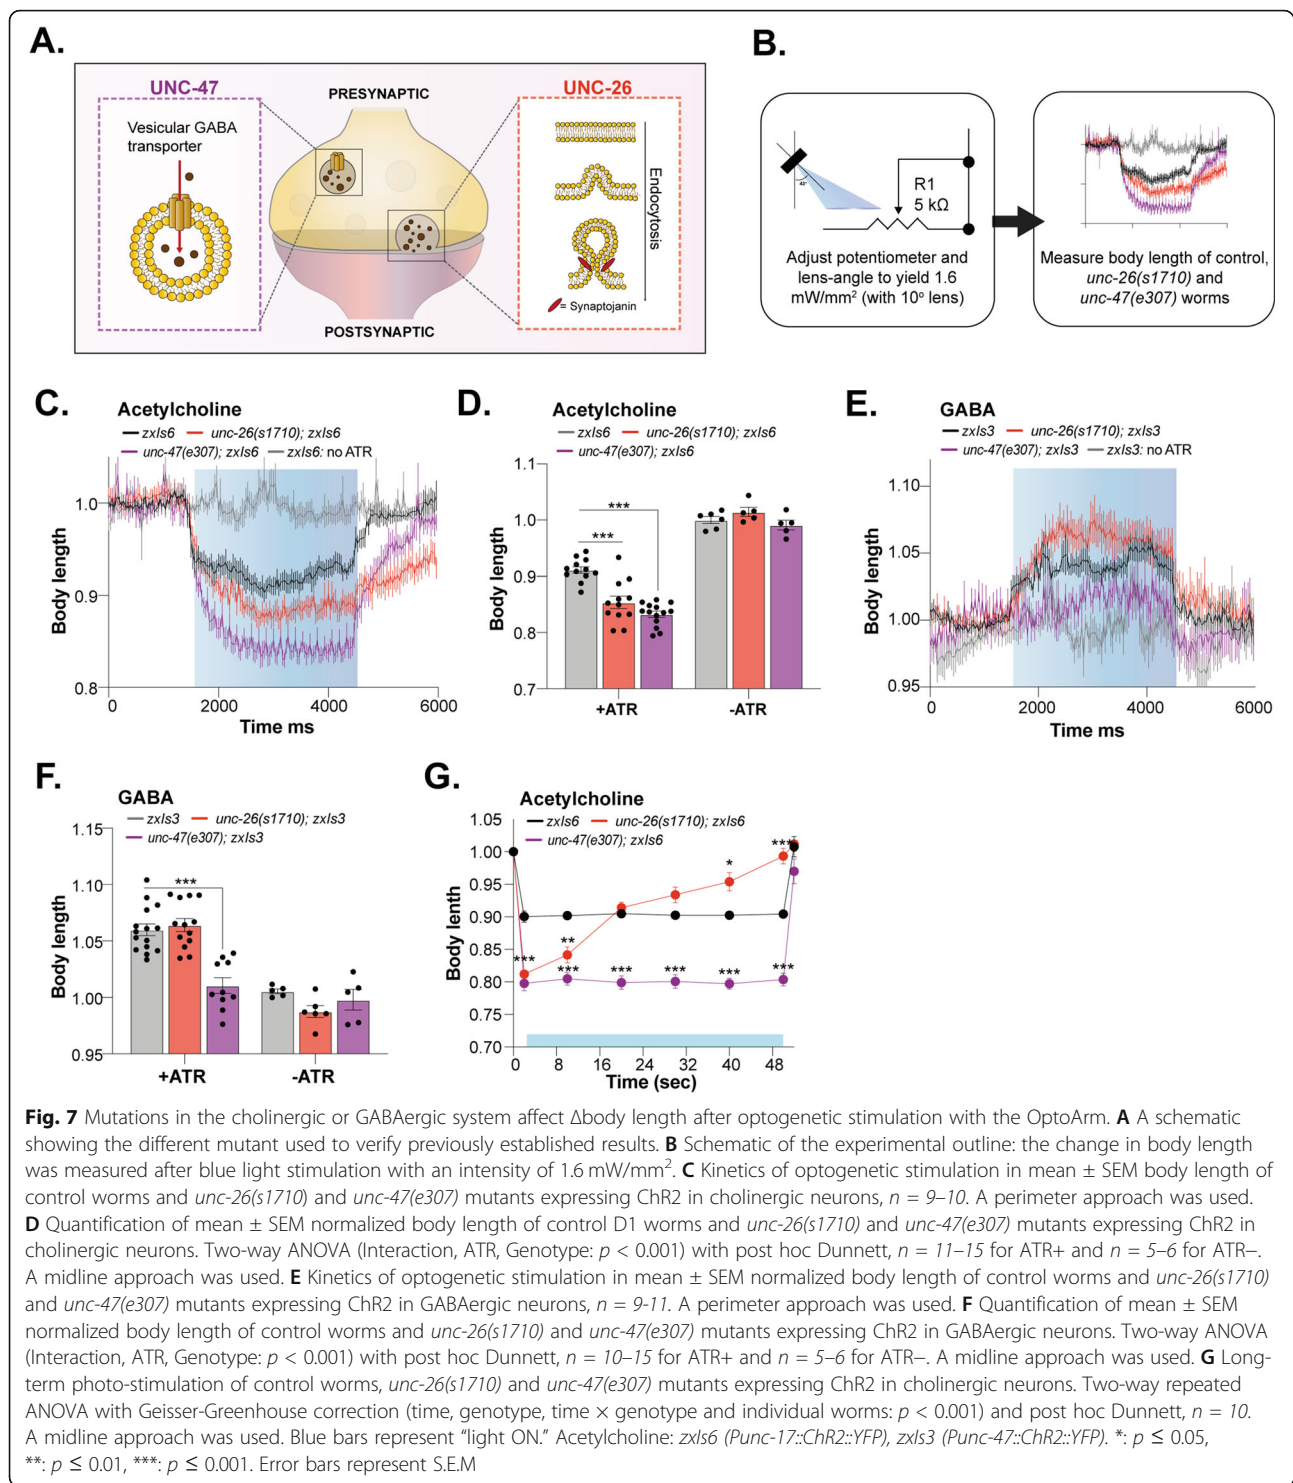 A.
UNC-47
UNC-26
PRESYNAPTIC
Vesicular GABA
transporter
Endocytosis
= Synaptojanin
POSTSYNAPTIC
B.
43°
R1
5 kΩ
Adjust potentiometer and
lens-angle to yield 1.6
mW/mm² (with 10° lens)
Measure body length of control,
unc-26(s1710) and
unc-47(e307) worms
C.
Acetylcholine
zxIs6 unc-26(s1710); zxIs6
unc-47(e307); zxIs6 zxIs6: no ATR
Body length
1.0
0.9
0.8
0 2000 4000 6000
Time ms
D.
Acetylcholine
zxIs6 unc-26(s1710); zxIs6
unc-47(e307); zxIs6
Body length
1.1
1.0
0.9
0.8
0.7
***
***
+ATR -ATR
E.
GABA
zxIs3 unc-26(s1710); zxIs3
unc-47(e307); zxIs3 zxIs3: no ATR
Body length
1.10
1.05
1.00
0.95
0 2000 4000 6000
Time ms
F.
GABA
zxIs3 unc-26(s1710); zxIs3
unc-47(e307); zxIs3
Body length
1.15
1.10
1.05
1.00
0.95
***
+ATR -ATR
G.
Acetylcholine
zxIs6 unc-26(s1710); zxIs6
unc-47(e307); zxIs6
Body lenth
1.05
1.00
0.95
0.90
0.85
0.80
0.75
0.70
***
*
**
***
*** *** *** *** ***
0 8 16 24 32 40 48
Time (sec)
Fig. 7 Mutations in the cholinergic or GABAergic system affect Δbody length after optogenetic stimulation with the OptoArm. A A schematic
showing the different mutant used to verify previously established results. B Schematic of the experimental outline: the change in body length
was measured after blue light stimulation with an intensity of 1.6 mW/mm². C Kinetics of optogenetic stimulation in mean ± SEM body length of
control worms and unc-26(s1710) and unc-47(e307) mutants expressing ChR2 in cholinergic neurons, n = 9–10. A perimeter approach was used.
D Quantification of mean ± SEM normalized body length of control D1 worms and unc-26(s1710) and unc-47(e307) mutants expressing ChR2 in
cholinergic neurons. Two-way ANOVA (Interaction, ATR, Genotype: p < 0.001) with post hoc Dunnett, n = 11–15 for ATR+ and n = 5–6 for ATR−.
A midline approach was used. E Kinetics of optogenetic stimulation in mean ± SEM normalized body length of control worms and unc-26(s1710)
and unc-47(e307) mutants expressing ChR2 in GABAergic neurons, n = 9-11. A perimeter approach was used. F Quantification of mean ± SEM
normalized body length of control worms and unc-26(s1710) and unc-47(e307) mutants expressing ChR2 in GABAergic neurons. Two-way ANOVA
(Interaction, ATR, Genotype: p < 0.001) with post hoc Dunnett, n = 10–15 for ATR+ and n = 5–6 for ATR−. A midline approach was used. G Long-
term photo-stimulation of control worms, unc-26(s1710) and unc-47(e307) mutants expressing ChR2 in cholinergic neurons. Two-way repeated
ANOVA with Geisser-Greenhouse correction (time, genotype, time × genotype and individual worms: p < 0.001) and post hoc Dunnett, n = 10.
A midline approach was used. Blue bars represent “light ON.” Acetylcholine: zxIs6 (Punc-17::ChR2::YFP), zxIs3 (Punc-47::ChR2::YFP). *: p ≤ 0.05,
**: p ≤ 0.01, ***: p ≤ 0.001. Error bars represent S.E.M